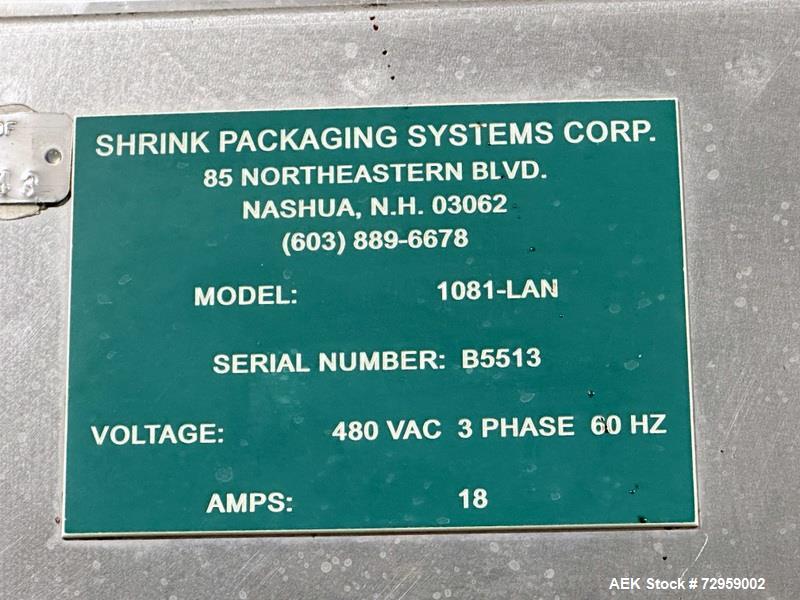 SHRINK PACKAGING SYSTEMS CORP.
85 NORTHEASTERN BLVD.
NASHUA, N.H. 03062
(603) 889-6678
MODEL: 1081-LAN
SERIAL NUMBER: B5513
VOLTAGE: 480 VAC 3 PHASE 60 HZ
AMPS: 18
AEK Stock # 72959002